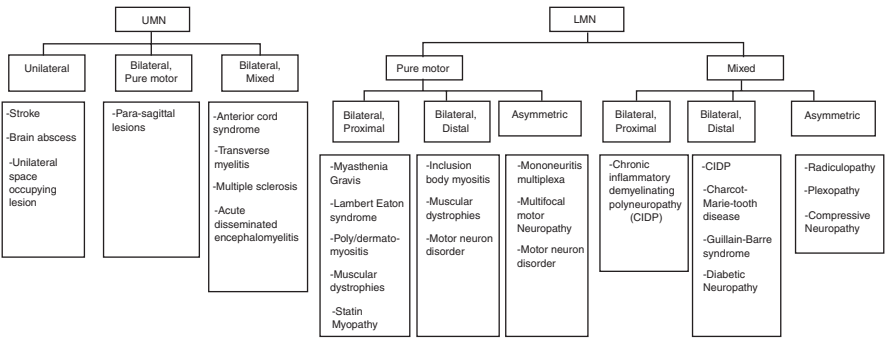 UMN
Unilateral
Bilateral,
Pure motor
Bilateral,
Mixed
-Stroke
-Brain abscess
-Unilateral
space
occupying
lesion
-Para-sagittal
lesions
-Anterior cord
syndrome
-Transverse
myelitis
-Multiple sclerosis
-Acute
disseminated
encephalomyelitis
LMN
Pure motor
Mixed
Bilateral,
Proximal
Bilateral,
Distal
Asymmetric
Bilateral,
Proximal
Bilateral,
Distal
Asymmetric
-Myasthenia
Gravis
-Lambert Eaton
syndrome
-Poly/dermato-
myositis
-Muscular
dystrophies
-Statin
Myopathy
-Inclusion
body myositis
-Muscular
dystrophies
-Motor neuron
disorder
-Mononeuritis
multiplexa
-Multifocal
motor
Neuropathy
-Motor neuron
disorder
-Chronic
inflammatory
demyelinating
polyneuropathy
(CIDP)
-CIDP
-Charcot-
Marie-tooth
disease
-Guillain-Barre
syndrome
-Diabetic
Neuropathy
-Radiculopathy
-Plexopathy
-Compressive
Neuropathy